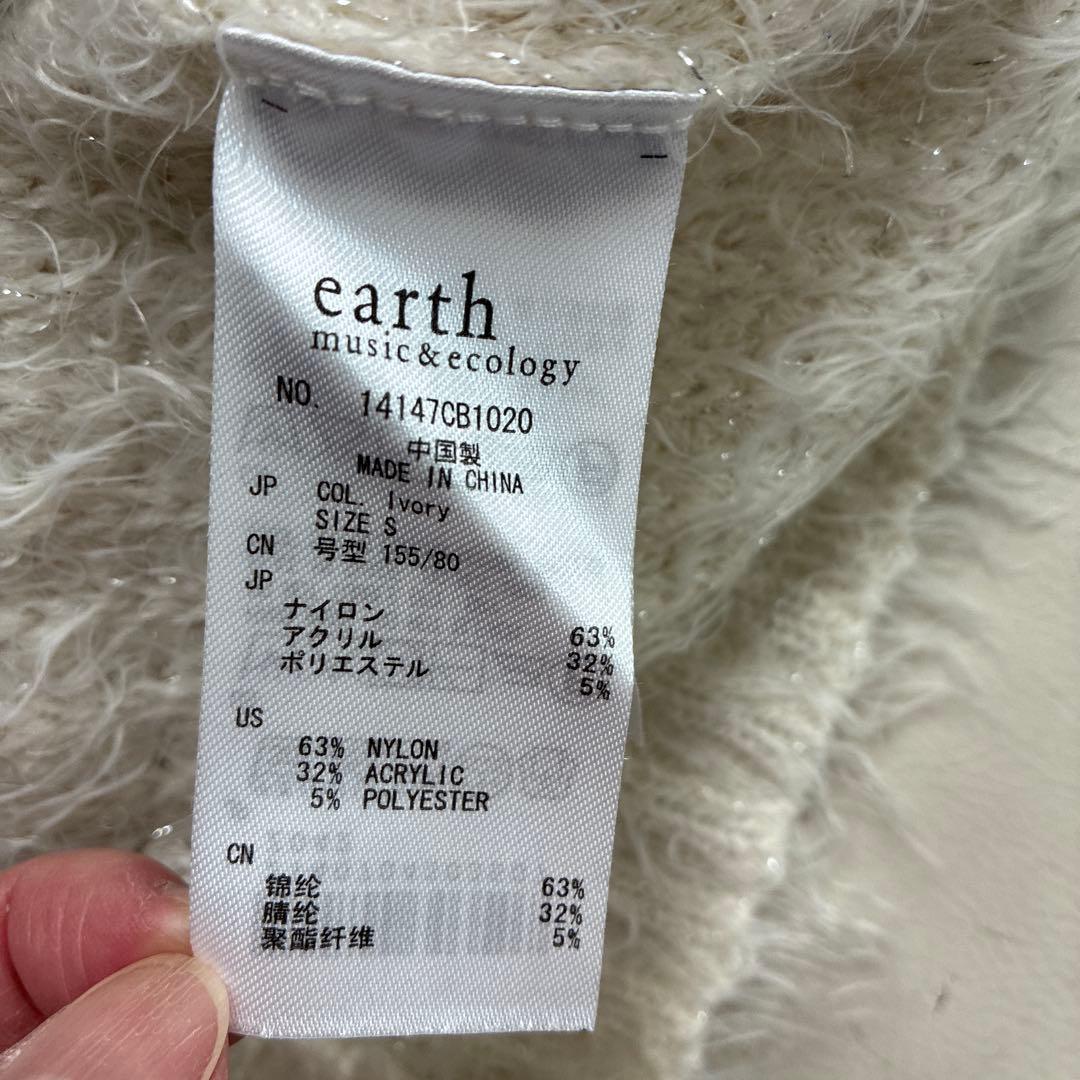 earth
music&ecology
NO. 14147CB1020
中国製
MADE IN CHINA
JP COL. Ivory
SIZE S
CN 号型 155/80
JP
ナイロン 63%
アクリル 32%
ポリエステル 5%
US
63% NYLON
32% ACRYLIC
5% POLYESTER
CN
锦纶 63%
腈纶 32%
聚酯纤维 5%